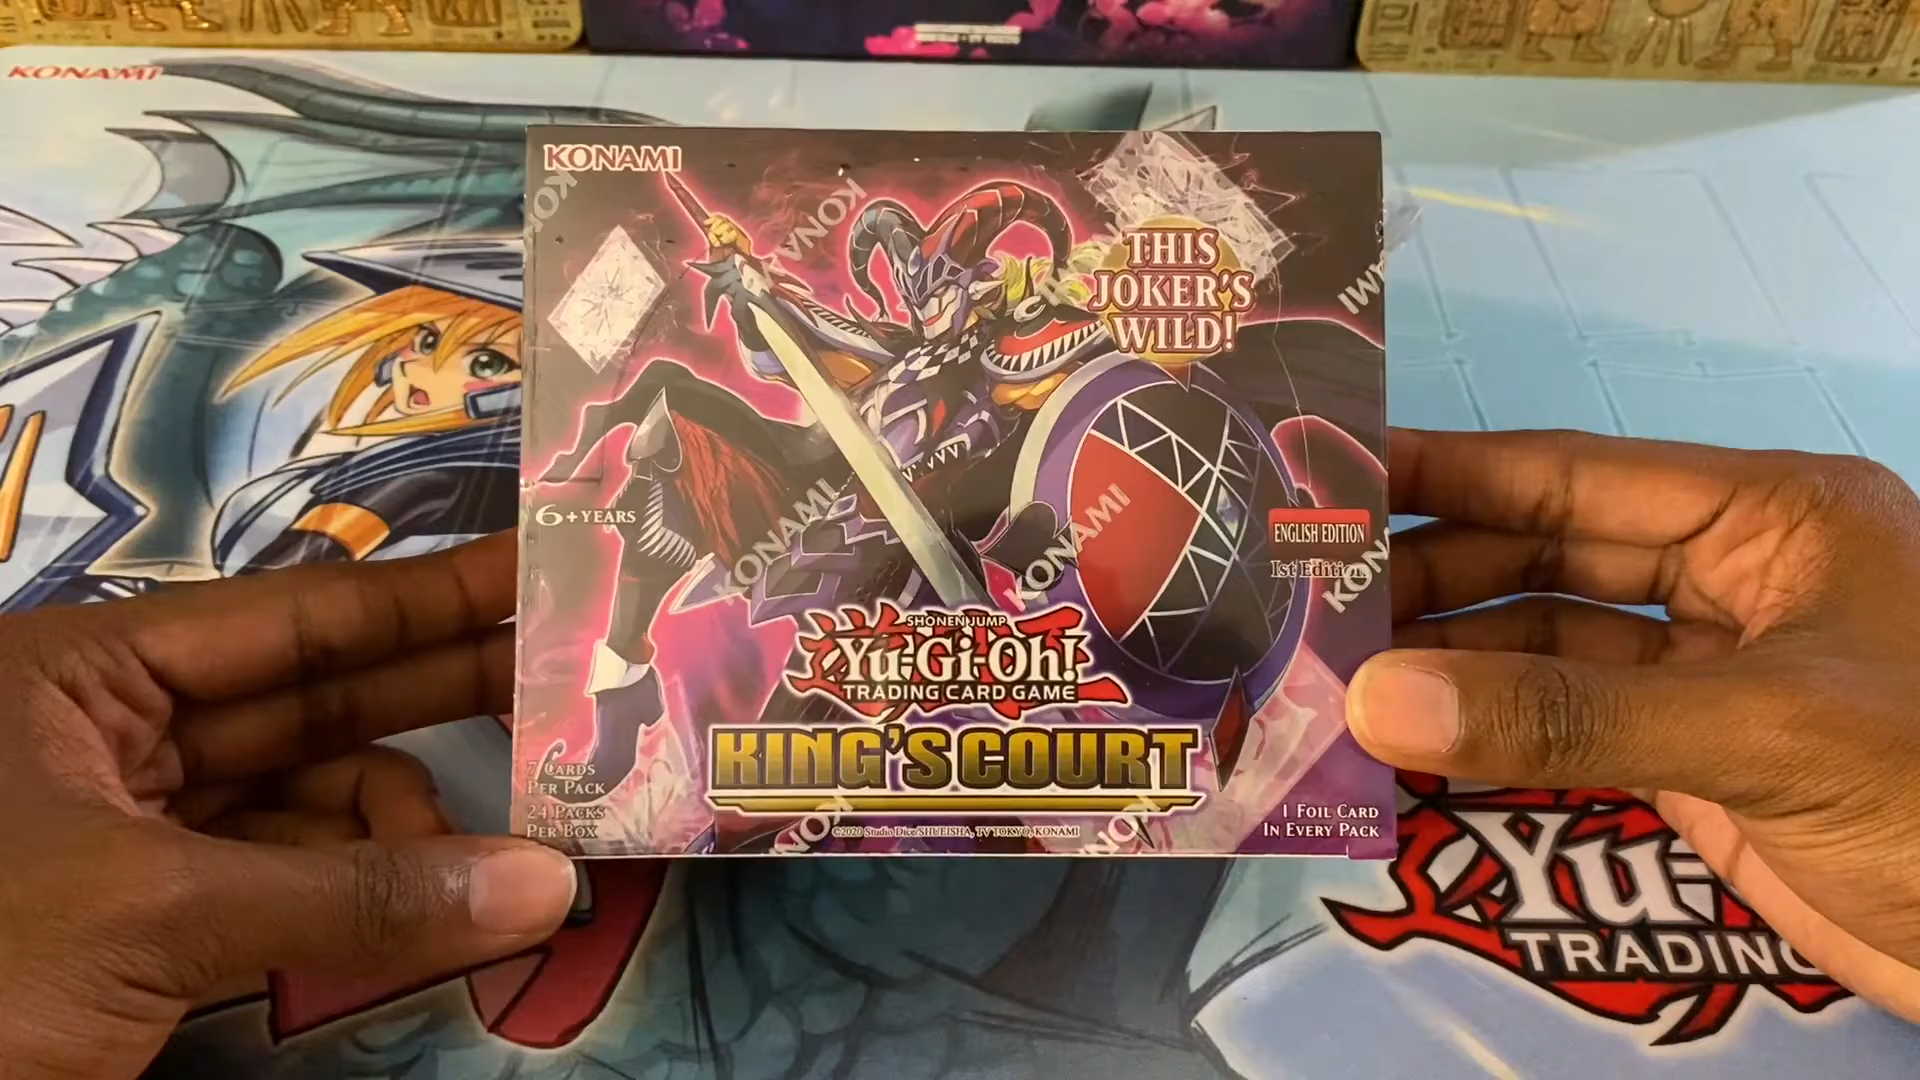 KONAMI
KONAMI
THIS
JOKER'S
WILD!
KONAMI
6+YEARS
KONAMI
KONAMI
ENGLISH EDITION
1st Edition
SHONEN JUMP
Yu-Gi-Oh!
TRADING CARD GAME
KING'S COURT
7 CARDS
PER PACK
24 PACKS
PER BOX
1 FOIL CARD
IN EVERY PACK
©2020 Studio Dice/SHUEISHA, TV TOKYO, KONAMI
Yu-
TRADING